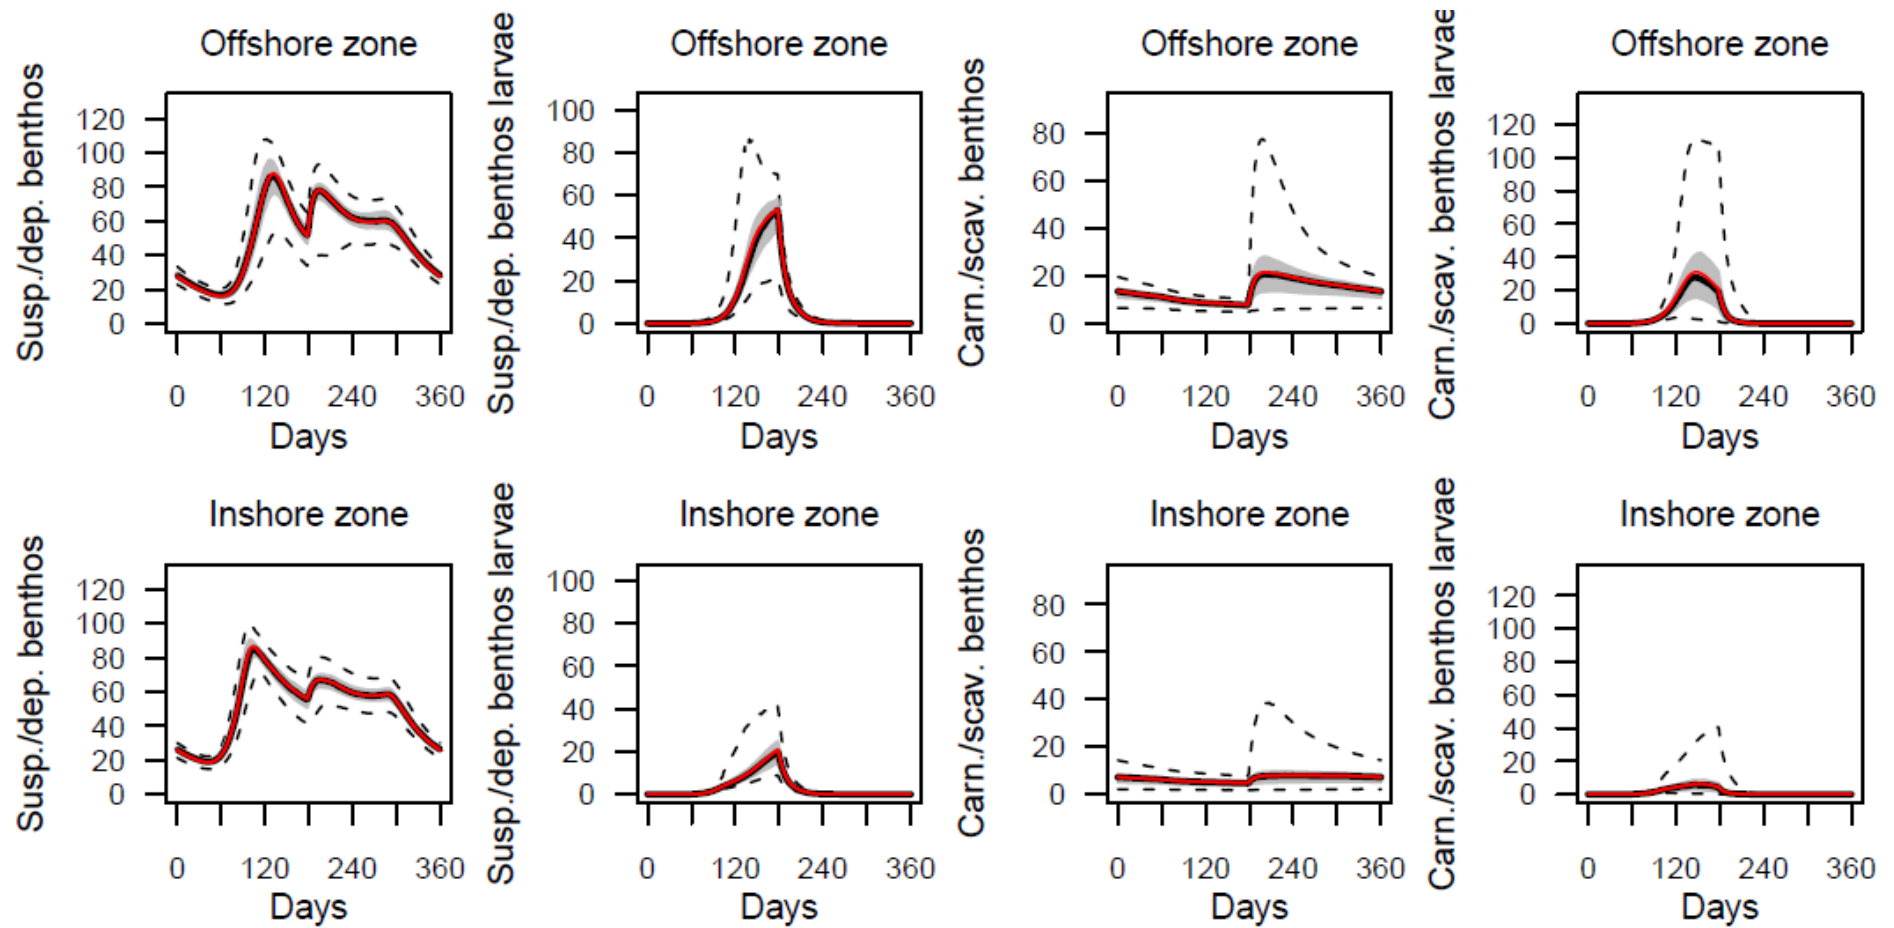 Offshore zone
Susp./dep. benthos
120
100
80
60
40
20
0
0 120 240 360
Days
Offshore zone
Susp./dep. benthos larvae
100
80
60
40
20
0
0 120 240 360
Days
Offshore zone
Carn./scav. benthos
80
60
40
20
0
0 120 240 360
Days
Offshore zone
Carn./scav. benthos larvae
120
100
80
60
40
20
0
0 120 240 360
Days
Inshore zone
Susp./dep. benthos
120
100
80
60
40
20
0
0 120 240 360
Days
Inshore zone
Susp./dep. benthos larvae
100
80
60
40
20
0
0 120 240 360
Days
Inshore zone
Carn./scav. benthos
80
60
40
20
0
0 120 240 360
Days
Inshore zone
Carn./scav. benthos larvae
120
100
80
60
40
20
0
0 120 240 360
Days